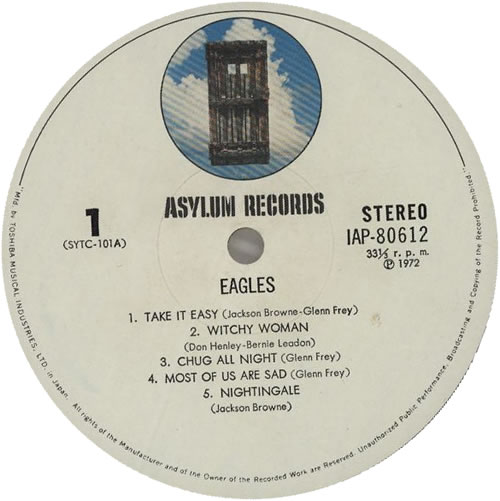 ASYLUM RECORDS
1
(SYTC-101A)
STEREO
IAP-80612
33⅓ r. p. m.
Ⓟ 1972
EAGLES
1. TAKE IT EASY (Jackson Browne-Glenn Frey)
2. WITCHY WOMAN
(Don Henley-Bernie Leadon)
3. CHUG ALL NIGHT (Glenn Frey)
4. MOST OF US ARE SAD (Glenn Frey)
5. NIGHTINGALE
(Jackson Browne)
"Mfd. by TOSHIBA MUSICAL INDUSTRIES, LTD. in Japan. All rights of the Manufacturer and of the Owner of the Recorded Work are Reserved. Unauthorized Public Performance, Broadcasting and Copying of the Record Prohibited."